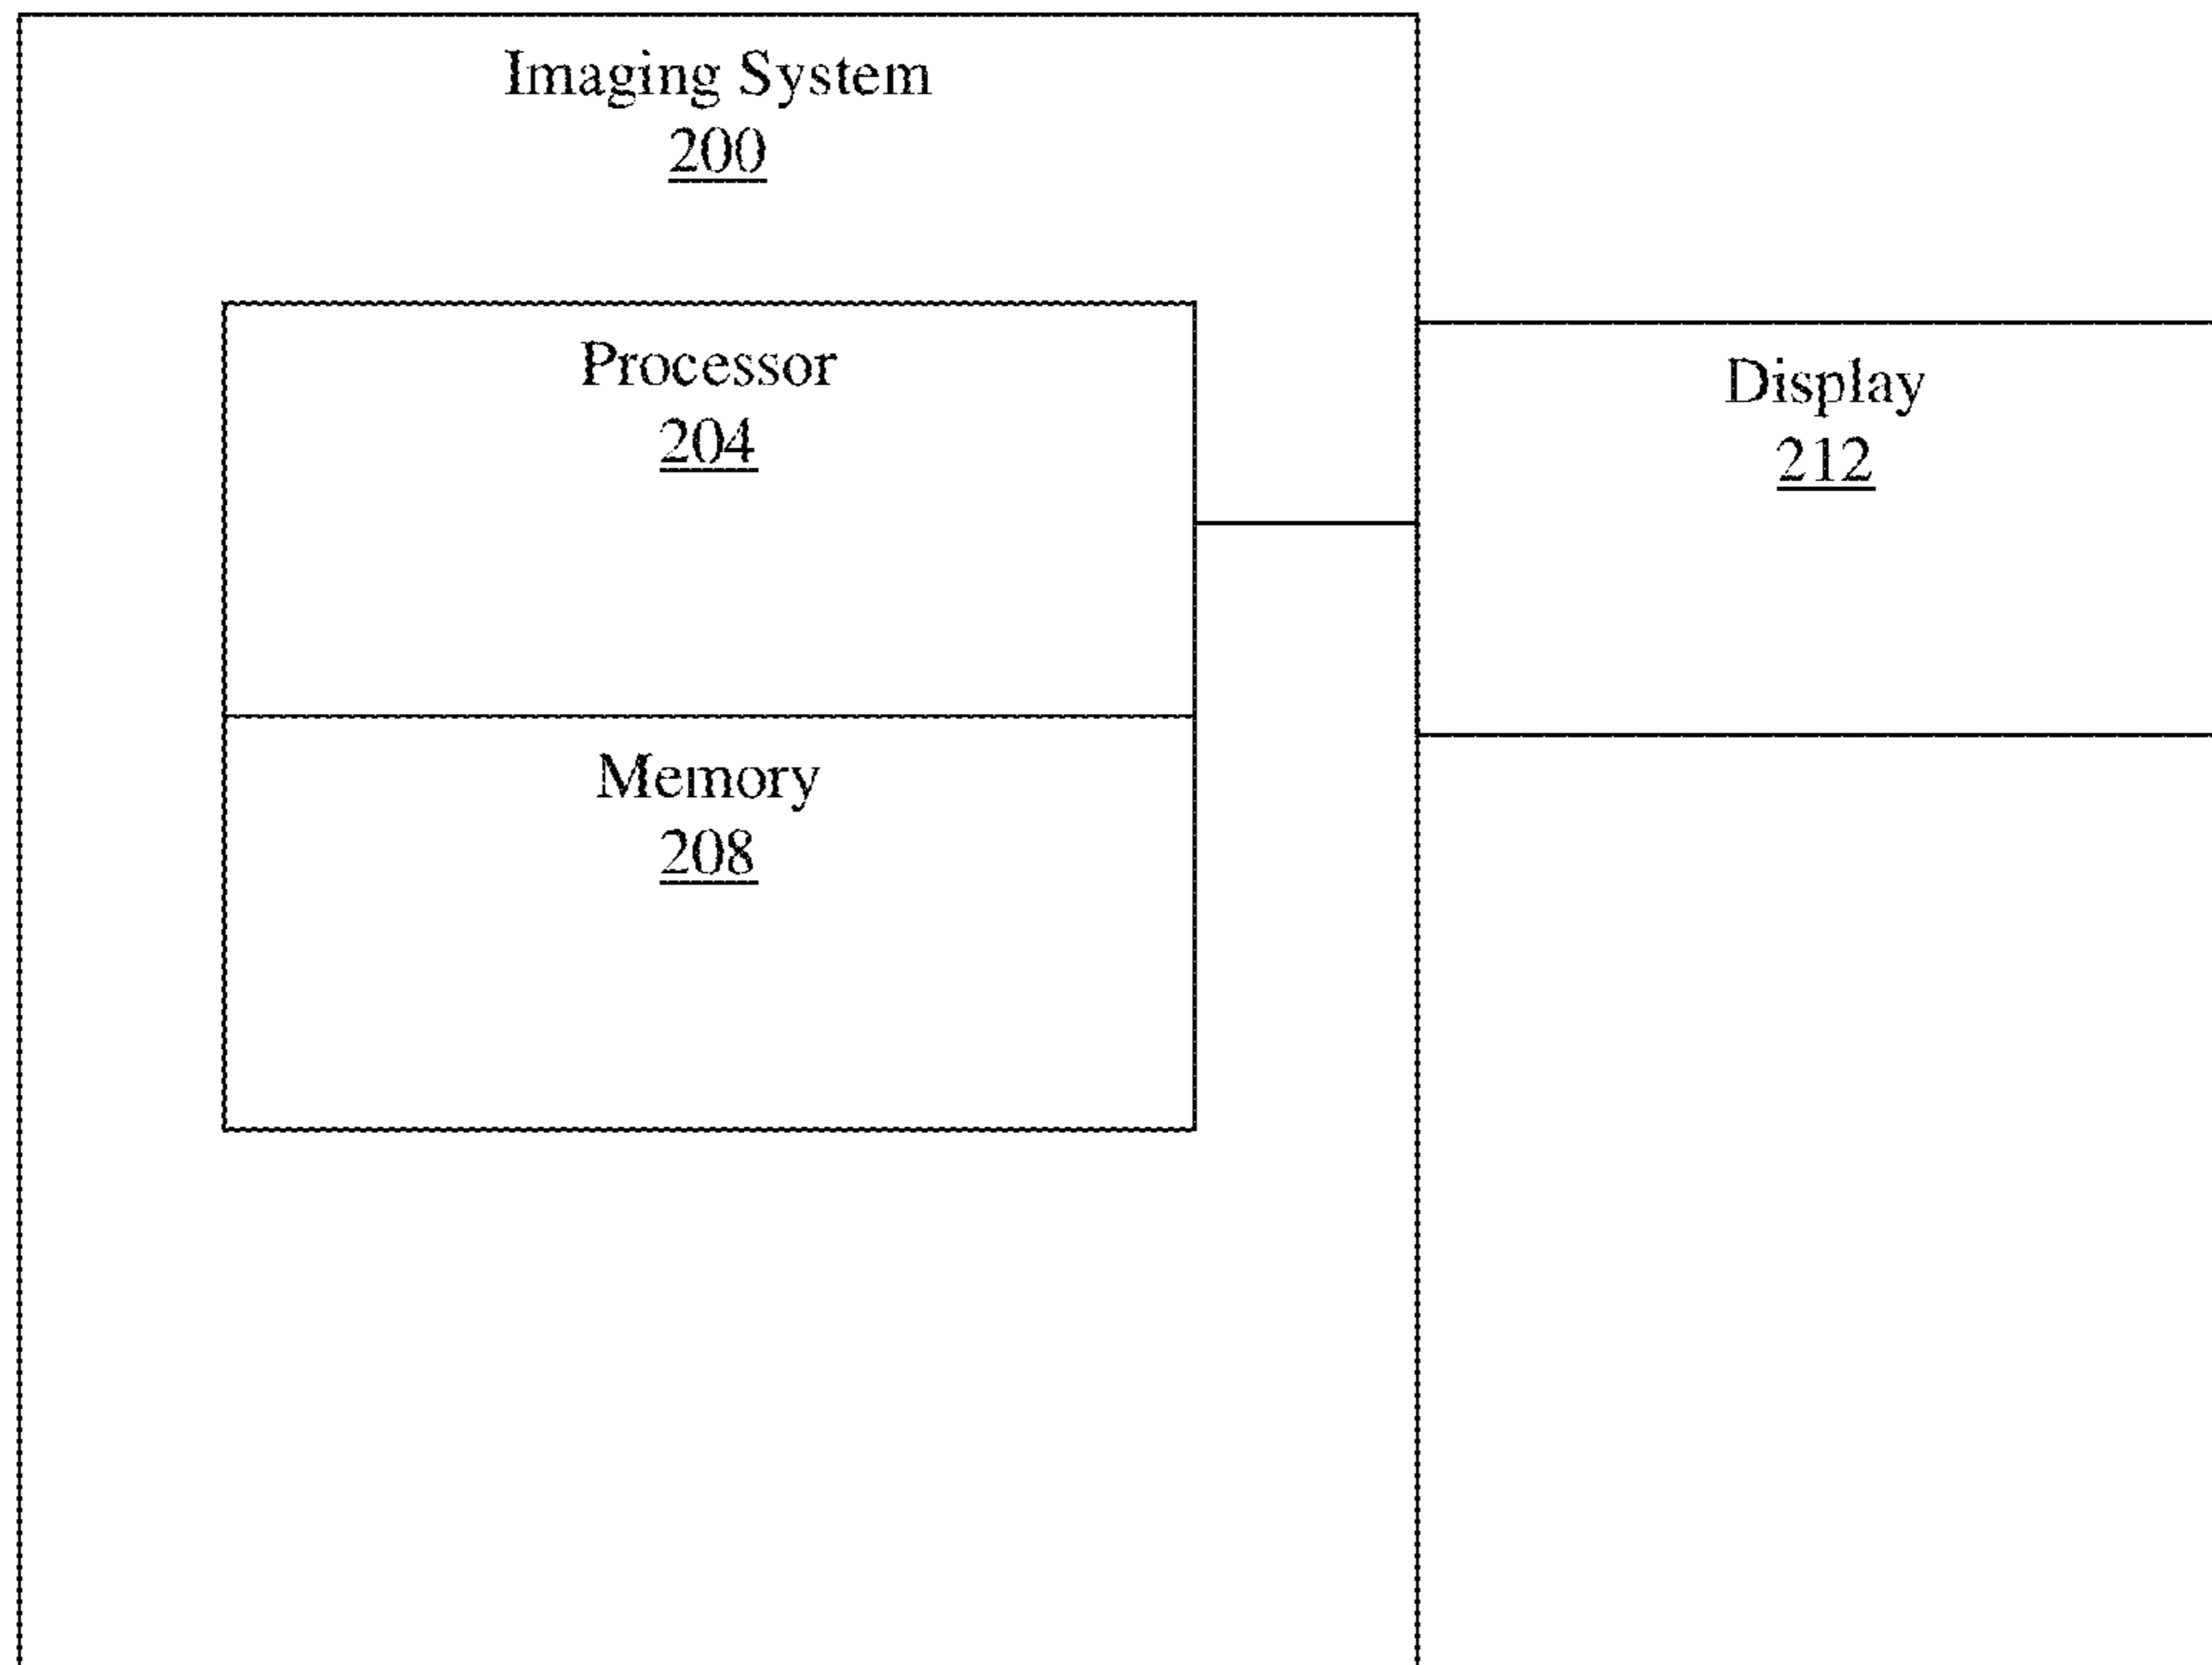 Imaging System
200
Processor
204
Display
212
Memory
208